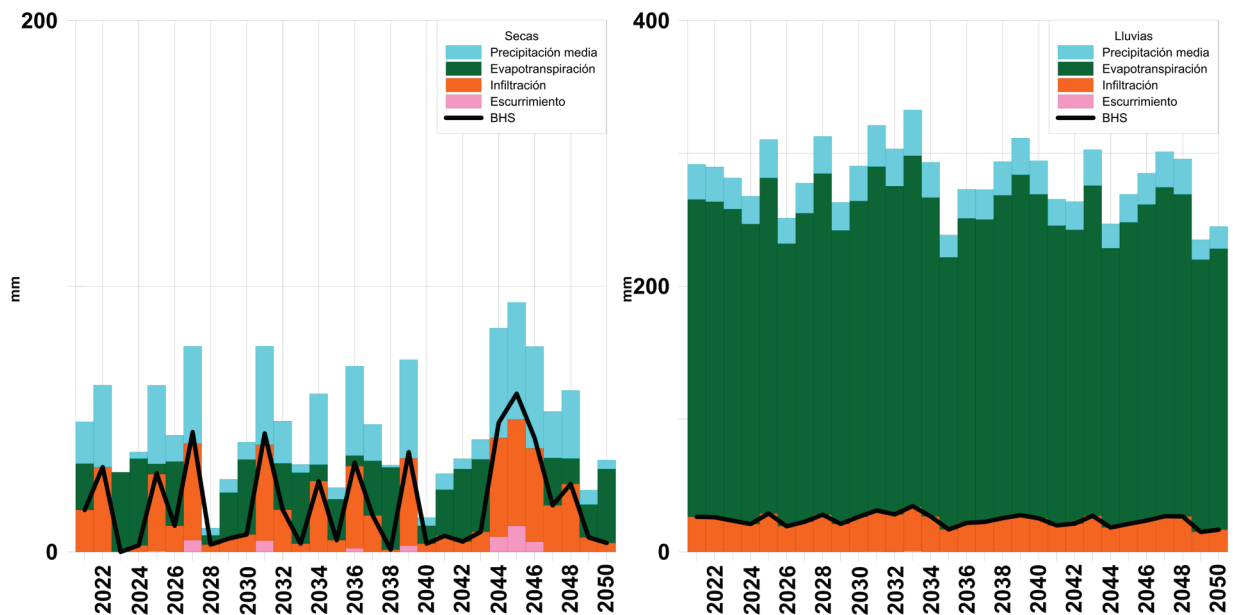 200
Secas
Precipitación media
Evapotranspiración
Infiltración
Escurrimiento
BHS
mm
0
2022
2024
2026
2028
2030
2032
2034
2036
2038
2040
2042
2044
2046
2048
2050
400
Lluvias
Precipitación media
Evapotranspiración
Infiltración
Escurrimiento
BHS
200
mm
0
2022
2024
2026
2028
2030
2032
2034
2036
2038
2040
2042
2044
2046
2048
2050